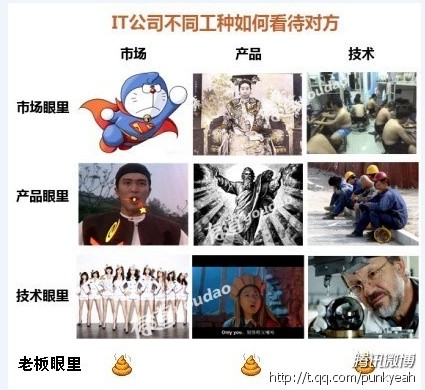 IT公司不同工种如何看待对方
市场 产品 技术
市场眼里
产品眼里
技术眼里
Only you
老板眼里
腾讯微博
http://t.qq.com/punkyeah